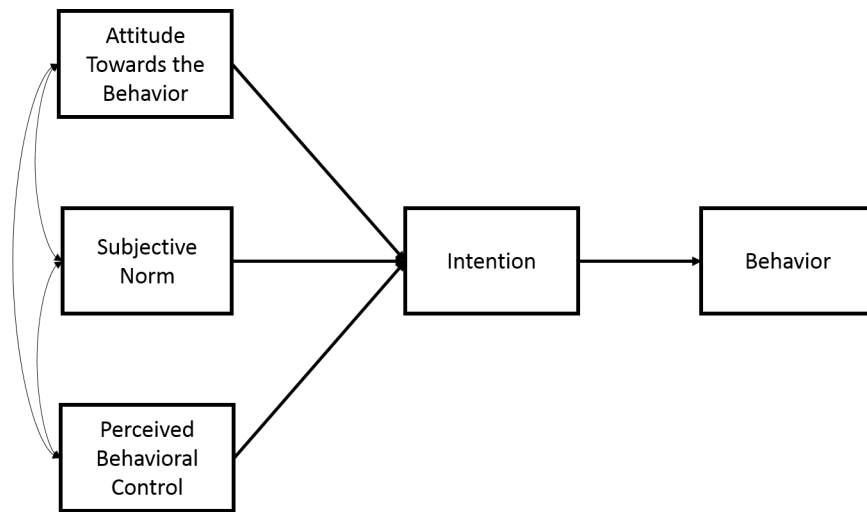 Attitude
Towards the
Behavior
Subjective
Norm
Perceived
Behavioral
Control
Intention
Behavior